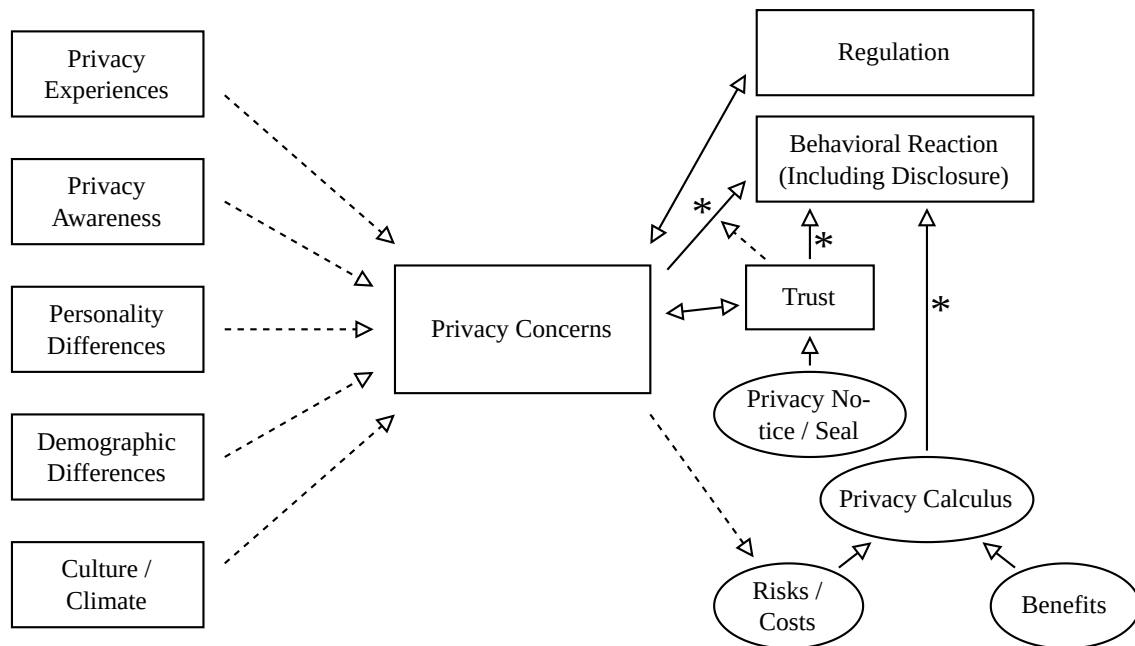 Privacy
Experiences
Privacy
Awareness
Personality
Differences
Demographic
Differences
Culture /
Climate
Privacy Concerns
Regulation
Behavioral Reaction
(Including Disclosure)
*
*
*
Trust
Privacy No-
tice / Seal
Privacy Calculus
Risks /
Costs
Benefits